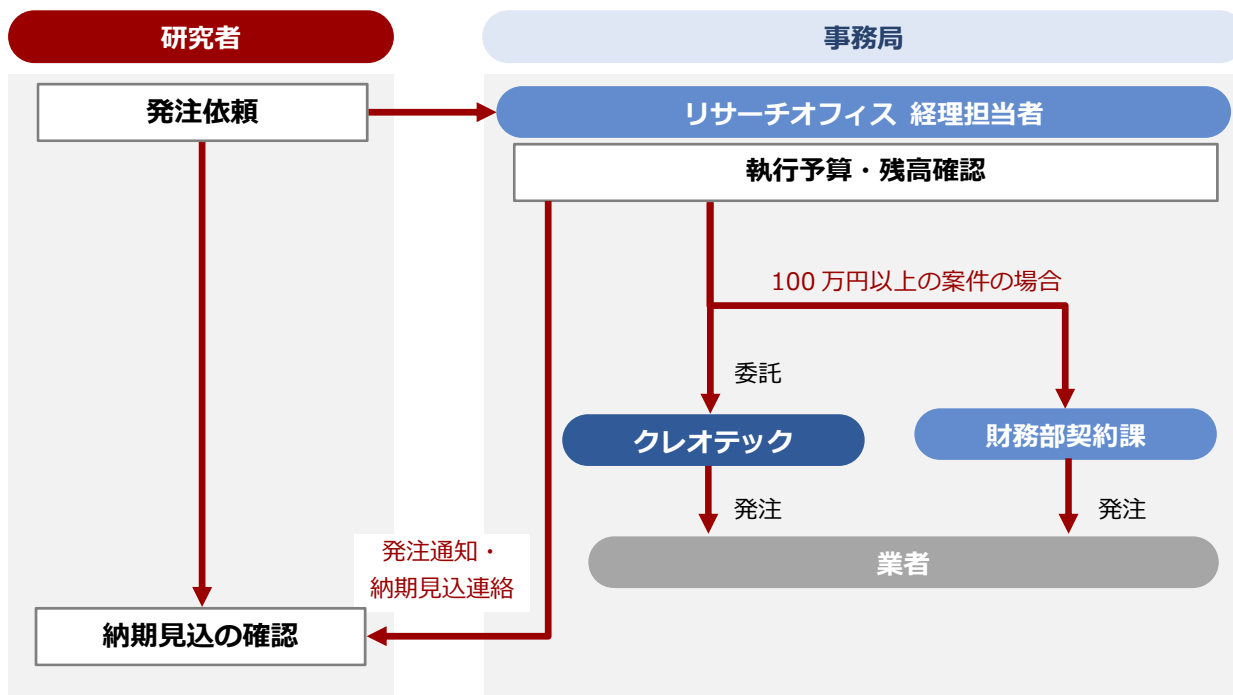 研究者
事務局
発注依頼
リサーチオフィス 経理担当者
執行予算・残高確認
100 万円以上の案件の場合
委託
クレオテック
財務部契約課
発注
発注
発注通知・
納期見込連絡
業者
納期見込の確認